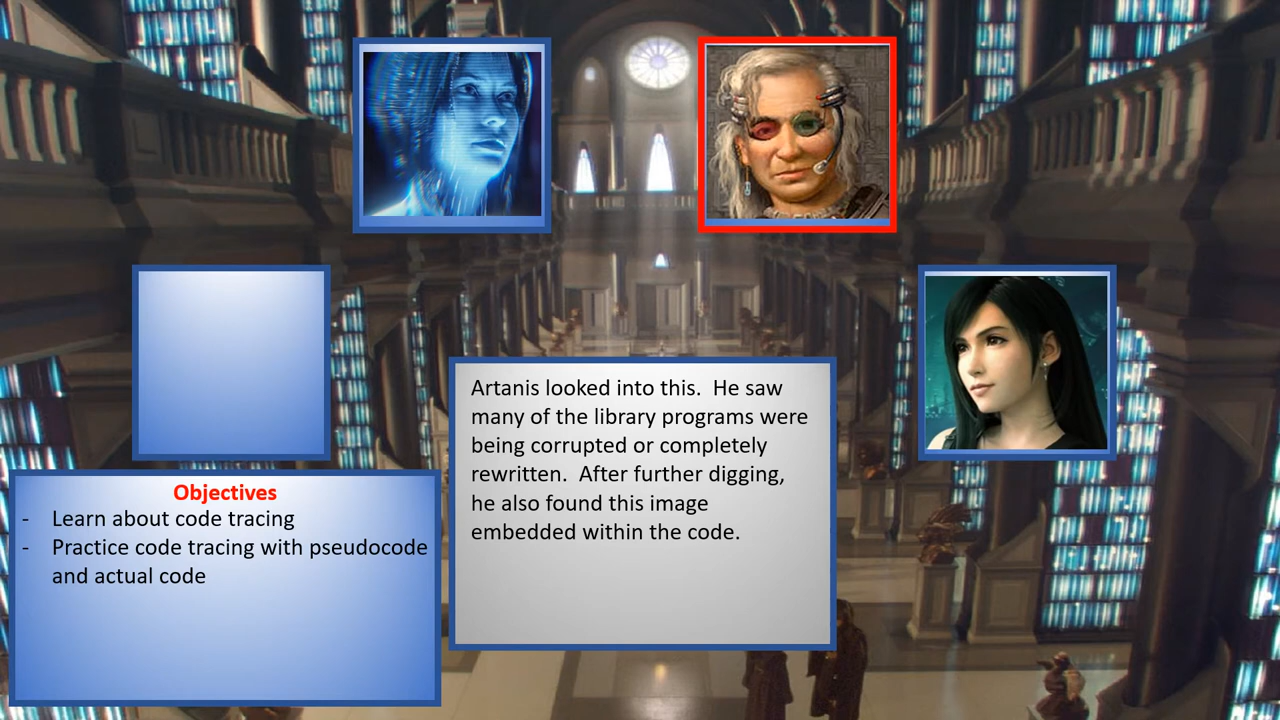 Artanis looked into this.  He saw
many of the library programs were
being corrupted or completely
rewritten.  After further digging,
he also found this image
embedded within the code.
Objectives
- Learn about code tracing
- Practice code tracing with pseudocode
and actual code